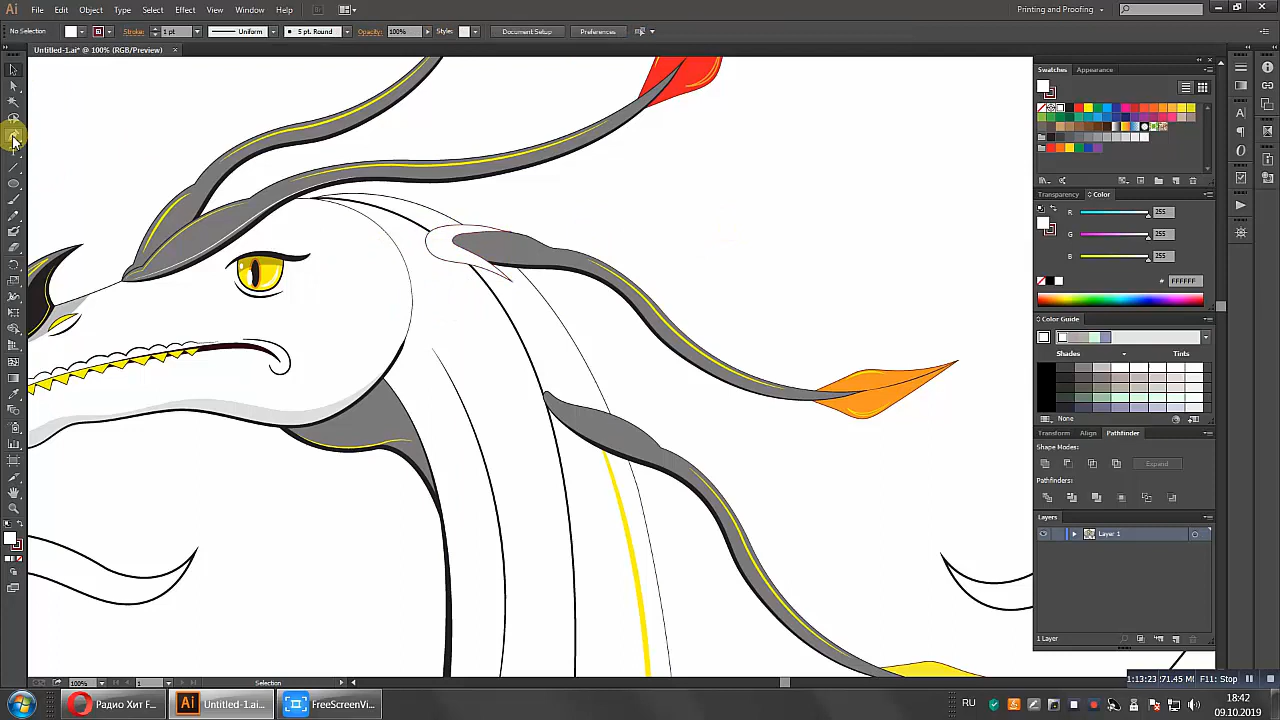 Ai File Edit Object Type Select Effect View Window Help Br Printing and Proofing
No Selection Stroke: 1 pt Uniform 5 pt. Round Opacity: 100% Styles Document Setup Preferences
Untitled-1.ai* @ 100% (RGB/Preview)
Swatches Appearance
Transparency Color
R 255
G 255
B 255
# FFFFFF
Color Guide
Shades Tints
None
Transform Align Pathfinder
Shape Modes:
Expand
Pathfinders:
Layers
Layer 1
1 Layer
100% 1 Selection
1:13:23 71.45 M F11: Stop
Радио Хит F... Ai Untitled-1.ai... FreeScreenVi... RU 18:42
09.10.2019